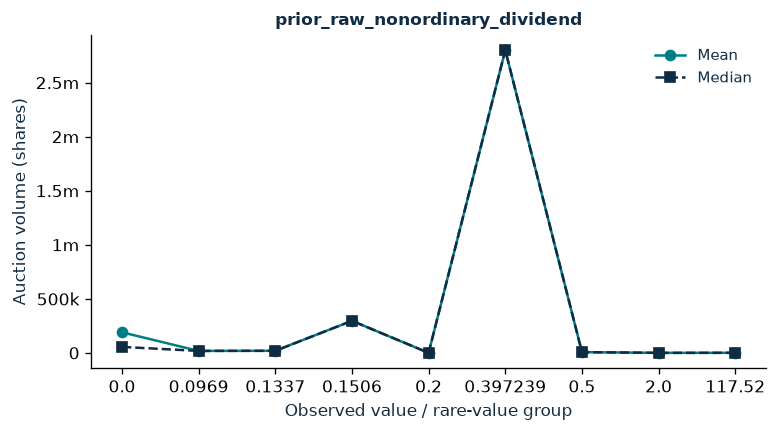 prior_raw_nonordinary_dividend
Auction volume (shares)
2.5m
2m
1.5m
1m
500k
0
Mean
Median
0.0 0.0969 0.1337 0.1506 0.2 0.397239 0.5 2.0 117.52
Observed value / rare-value group